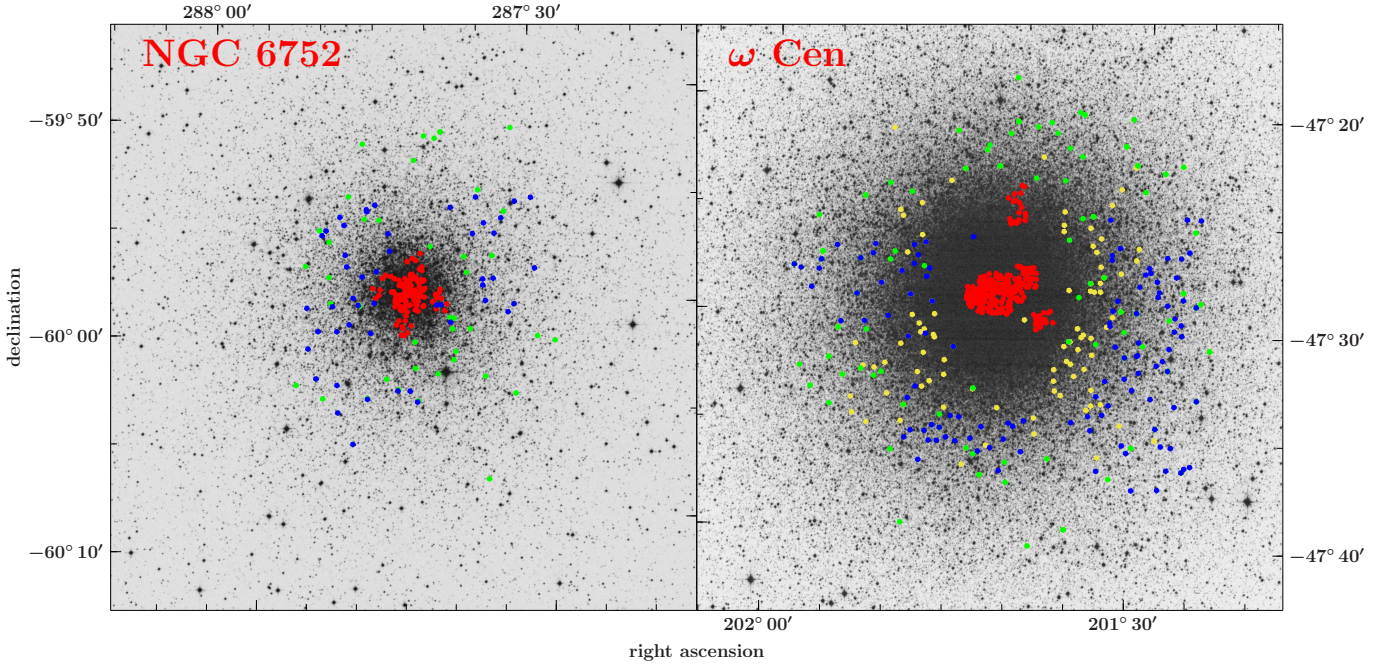 288° 00′ 287° 30′
NGC 6752
ω Cen
−59° 50′
−60° 00′
−60° 10′
declination
−47° 20′
−47° 30′
−47° 40′
202° 00′ 201° 30′
right ascension